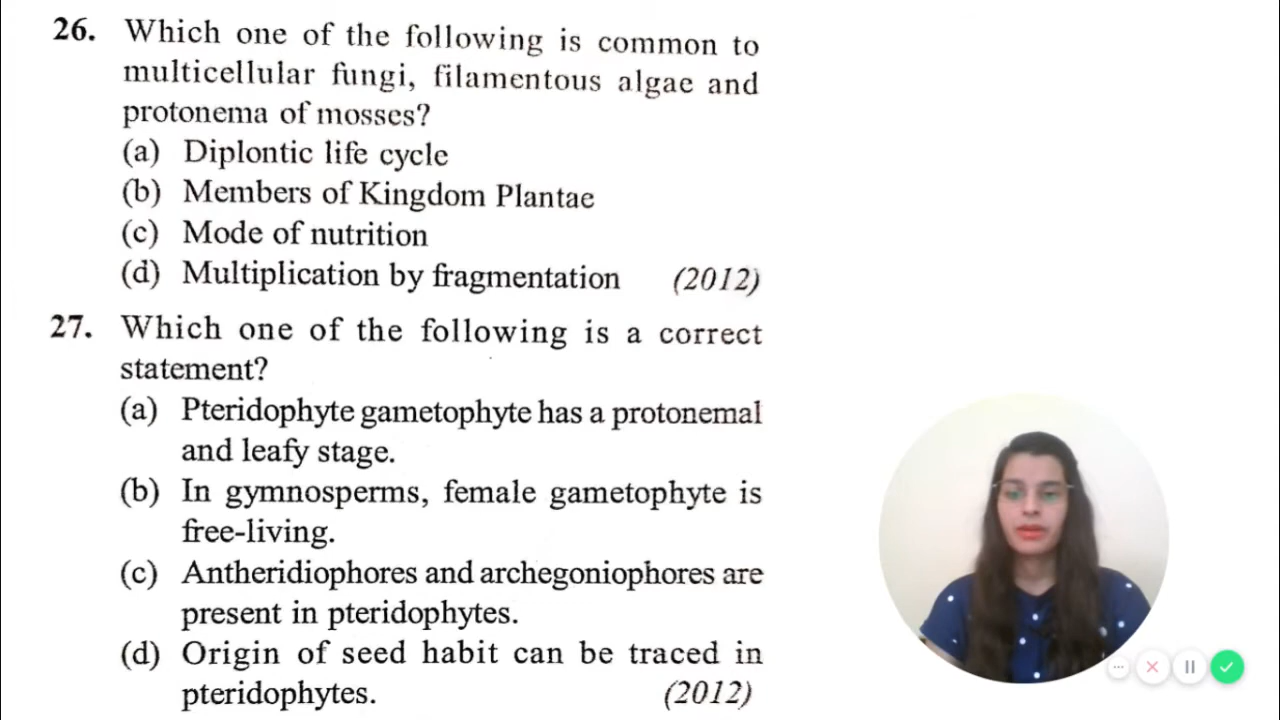 26. Which one of the following is common to
multicellular fungi, filamentous algae and
protonema of mosses?
(a) Diplontic life cycle
(b) Members of Kingdom Plantae
(c) Mode of nutrition
(d) Multiplication by fragmentation (2012)
27. Which one of the following is a correct
statement?
(a) Pteridophyte gametophyte has a protonemal
and leafy stage.
(b) In gymnosperms, female gametophyte is
free-living.
(c) Antheridiophores and archegoniophores are
present in pteridophytes.
(d) Origin of seed habit can be traced in
pteridophytes. (2012)